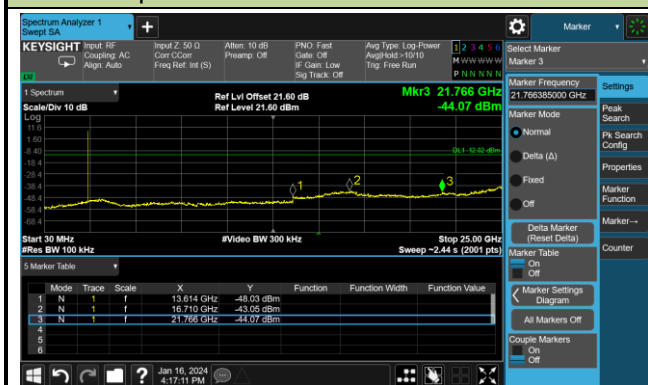 Spectrum Analyzer 1
Swept SA
Marker
KEYSIGHT
Input: RF
Coupling: AC
Align: Auto
Input Z: 50 Ω
Corr CCorr
Freq Ref: Int (S)
Atten: 10 dB
Preamp: Off
PNO: Fast
Gate: Off
IF Gain: Low
Sig Track: Off
Avg Type: Log-Power
Avg|Hold:>10/10
Trig: Free Run
1 2 3 4 5 6
M W W W W W
P N N N N N
Select Marker
Marker 3
1 Spectrum
Scale/Div 10 dB
Ref Lvl Offset 21.60 dB
Ref Level 21.60 dBm
Mkr3 21.766 GHz
-44.07 dBm
Log
11.6
1.60
-8.40
-18.4
-28.4
-38.4
-48.4
-58.4
-68.4
DL1 -12.02 dBm
1
2
3
Start 30 MHz
#Res BW 100 kHz
#Video BW 300 kHz
Stop 25.00 GHz
Sweep ~2.44 s (2001 pts)
5 Marker Table
Mode Trace Scale X Y Function Function Width Function Value
1 N 1 f 13.614 GHz -48.03 dBm
2 N 1 f 16.710 GHz -43.05 dBm
3 N 1 f 21.766 GHz -44.07 dBm
4
5
6
Marker Frequency
21.766385000 GHz
Marker Mode
Normal
Delta (Δ)
Fixed
Off
Delta Marker
(Reset Delta)
Marker Table
On
Off
Marker Settings
Diagram
All Markers Off
Couple Markers
On
Off
Settings
Peak
Search
Pk Search
Config
Properties
Marker
Function
Marker→
Counter
?
Jan 16, 2024
4:17:11 PM